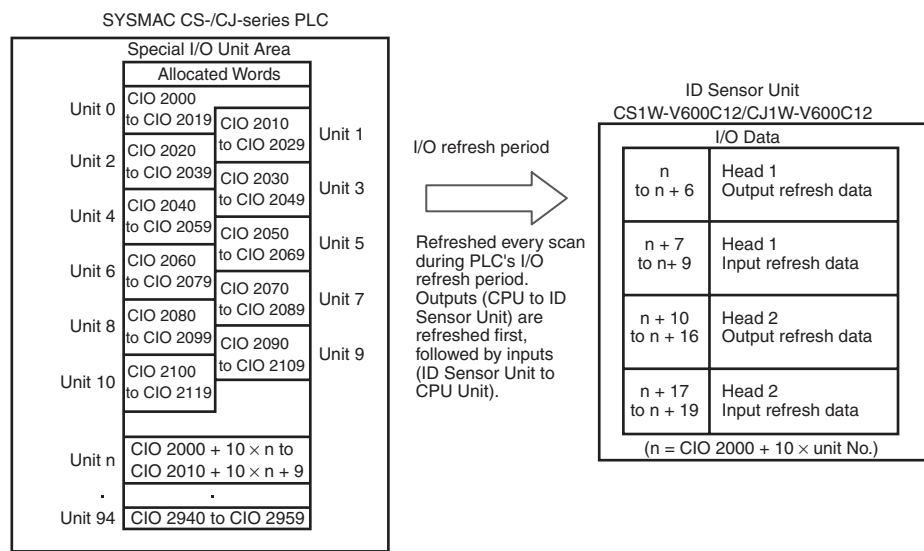 SYSMAC CS-/CJ-series PLC
Special I/O Unit Area
Allocated Words
Unit 0
CIO 2000
to CIO 2019
CIO 2010
to CIO 2029
Unit 1
Unit 2
CIO 2020
to CIO 2039
CIO 2030
to CIO 2049
Unit 3
Unit 4
CIO 2040
to CIO 2059
CIO 2050
to CIO 2069
Unit 5
Unit 6
CIO 2060
to CIO 2079
CIO 2070
to CIO 2089
Unit 7
Unit 8
CIO 2080
to CIO 2099
CIO 2090
to CIO 2109
Unit 9
Unit 10
CIO 2100
to CIO 2119
Unit n
CIO 2000 + 10 × n to
CIO 2010 + 10 × n + 9
.
.
Unit 94
CIO 2940 to CIO 2959
I/O refresh period
Refreshed every scan
during PLC's I/O
refresh period.
Outputs (CPU to ID
Sensor Unit) are
refreshed first,
followed by inputs
(ID Sensor Unit to
CPU Unit).
ID Sensor Unit
CS1W-V600C12/CJ1W-V600C12
I/O Data
n
to n + 6
Head 1
Output refresh data
n + 7
to n+ 9
Head 1
Input refresh data
n + 10
to n + 16
Head 2
Output refresh data
n + 17
to n + 19
Head 2
Input refresh data
(n = CIO 2000 + 10 × unit No.)